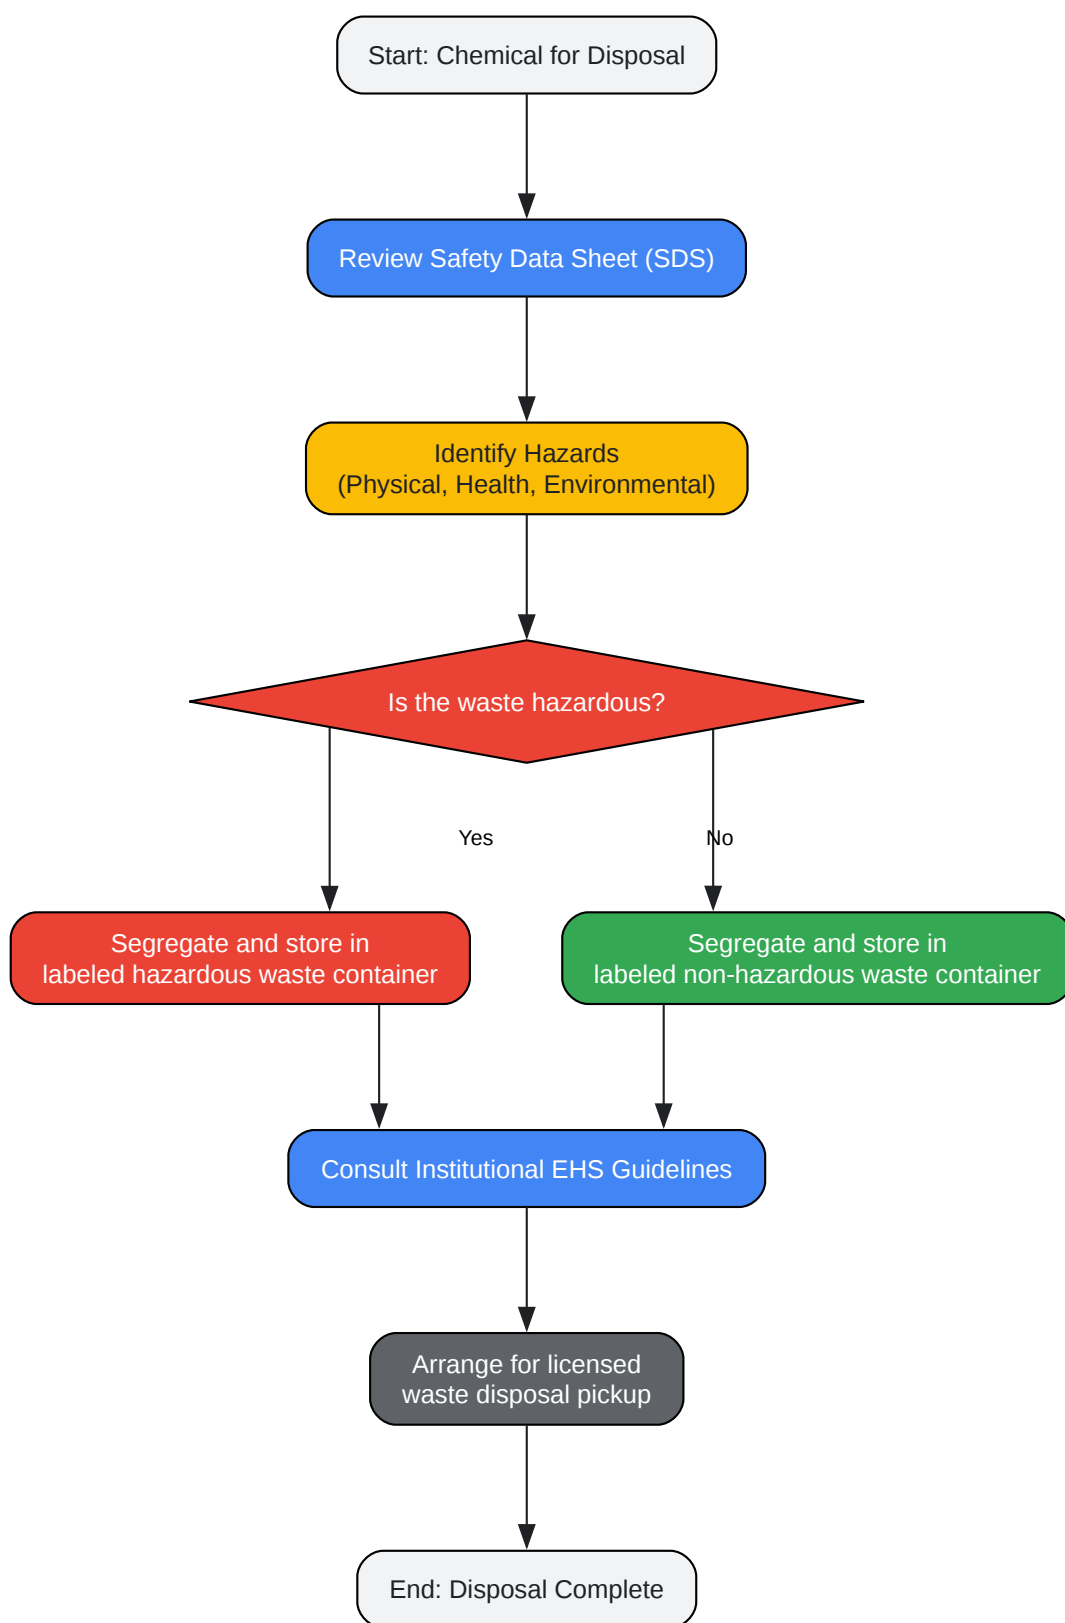 Start: Chemical for Disposal
Review Safety Data Sheet (SDS)
Identify Hazards
(Physical, Health, Environmental)
Is the waste hazardous?
Yes
No
Segregate and store in
labeled hazardous waste container
Segregate and store in
labeled non-hazardous waste container
Consult Institutional EHS Guidelines
Arrange for licensed
waste disposal pickup
End: Disposal Complete